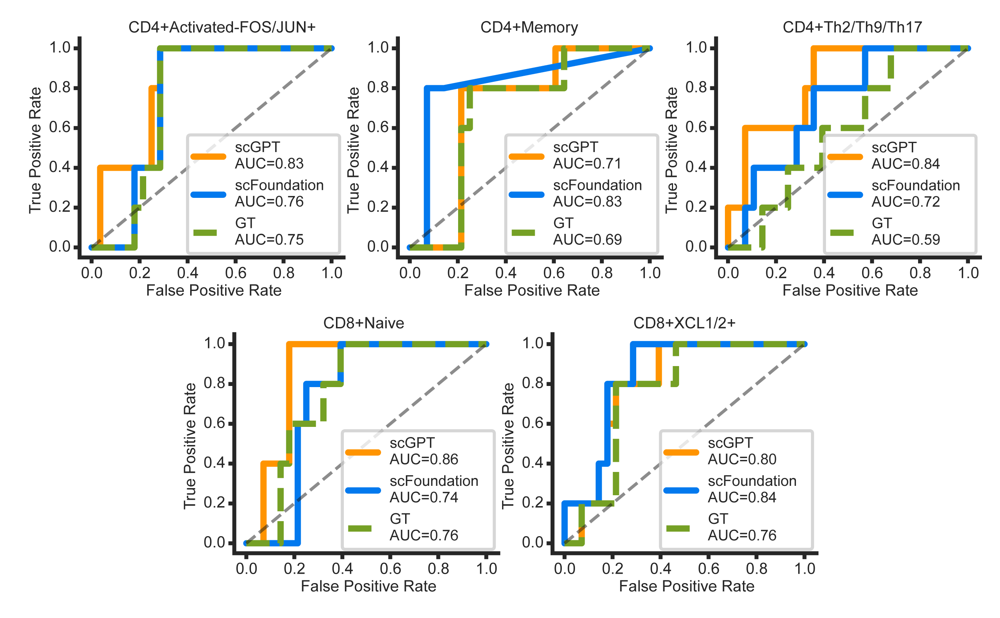 CD4+Activated-FOS/JUN+
True Positive Rate
1.0
0.8
0.6
0.4
0.2
0.0
scGPT
AUC=0.83
scFoundation
AUC=0.76
GT
AUC=0.75
0.0 0.2 0.4 0.6 0.8 1.0
False Positive Rate
CD4+Memory
True Positive Rate
1.0
0.8
0.6
0.4
0.2
0.0
scGPT
AUC=0.71
scFoundation
AUC=0.83
GT
AUC=0.69
0.0 0.2 0.4 0.6 0.8 1.0
False Positive Rate
CD4+Th2/Th9/Th17
True Positive Rate
1.0
0.8
0.6
0.4
0.2
0.0
scGPT
AUC=0.84
scFoundation
AUC=0.72
GT
AUC=0.59
0.0 0.2 0.4 0.6 0.8 1.0
False Positive Rate
CD8+Naive
True Positive Rate
1.0
0.8
0.6
0.4
0.2
0.0
scGPT
AUC=0.86
scFoundation
AUC=0.74
GT
AUC=0.76
0.0 0.2 0.4 0.6 0.8 1.0
False Positive Rate
CD8+XCL1/2+
True Positive Rate
1.0
0.8
0.6
0.4
0.2
0.0
scGPT
AUC=0.80
scFoundation
AUC=0.84
GT
AUC=0.76
0.0 0.2 0.4 0.6 0.8 1.0
False Positive Rate